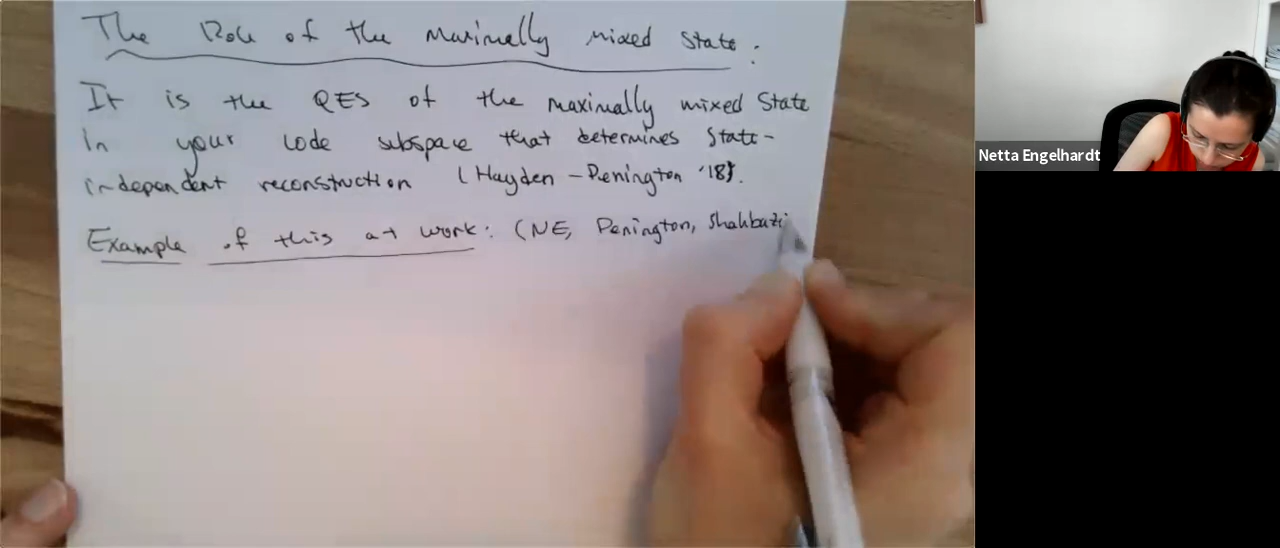 The Role of the maximally mixed state:
It is the QES of the maximally mixed state
In your code subspace that determines state-
independent reconstruction (Hayden - Penington '18).
Example of this at work: (NE, Penington, Shahbazi
Netta Engelhardt